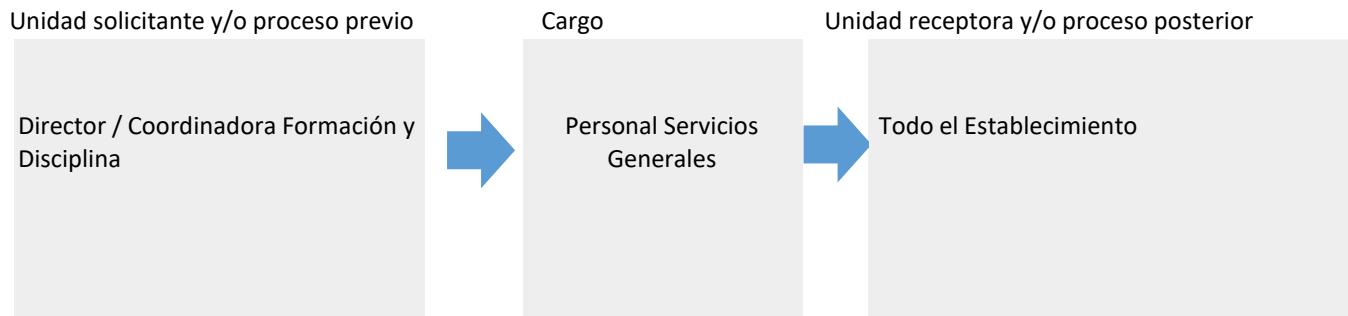 Unidad solicitante y/o proceso previo
Cargo
Unidad receptora y/o proceso posterior
Director / Coordinadora Formación y
Disciplina
Personal Servicios
Generales
Todo el Establecimiento